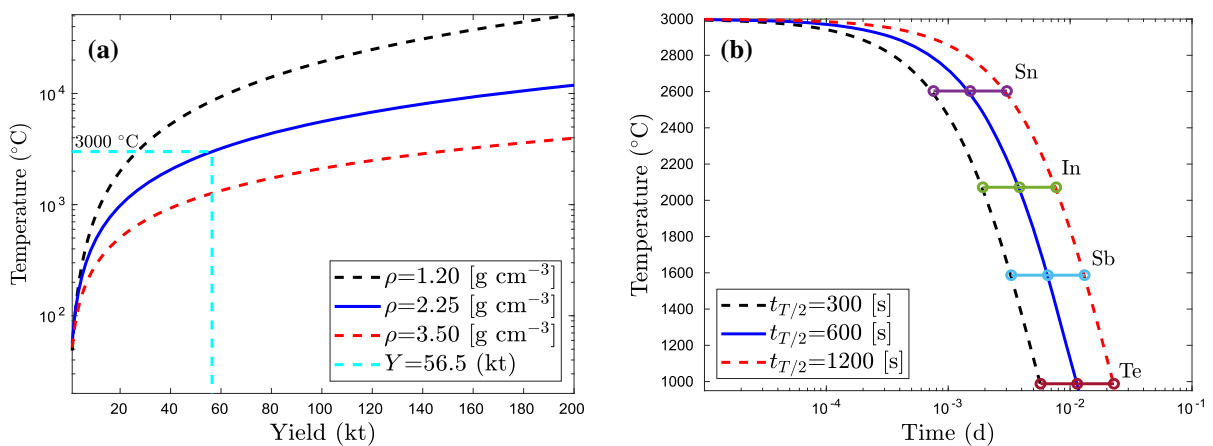 (a)
Temperature (°C)
10^4
10^3
10^2
3000 °C
ρ=1.20 [g cm^−3]
ρ=2.25 [g cm^−3]
ρ=3.50 [g cm^−3]
Y=56.5 (kt)
20 40 60 80 100 120 140 160 180 200
Yield (kt)
(b)
Temperature (°C)
3000
2800
2600
2400
2200
2000
1800
1600
1400
1200
1000
Sn
In
Sb
Te
t_T/2=300 [s]
t_T/2=600 [s]
t_T/2=1200 [s]
10^-4 10^-3 10^-2 10^-1
Time (d)